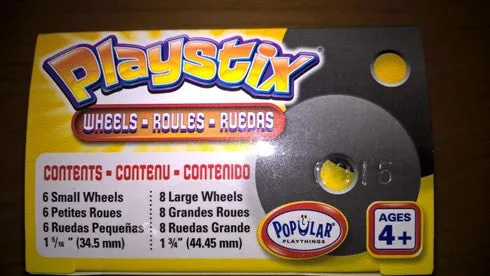 Playstix
WHEELS - ROULES - RUEDAS
CONTENTS - CONTENU - CONTENIDO
6 Small Wheels
6 Petites Roues
6 Ruedas Pequeñas
1 5/16 " (34.5 mm)
8 Large Wheels
8 Grandes Roues
8 Ruedas Grande
1 ¾" (44.45 mm)
15
POPULAR
PLAYTHINGS
AGES
4+